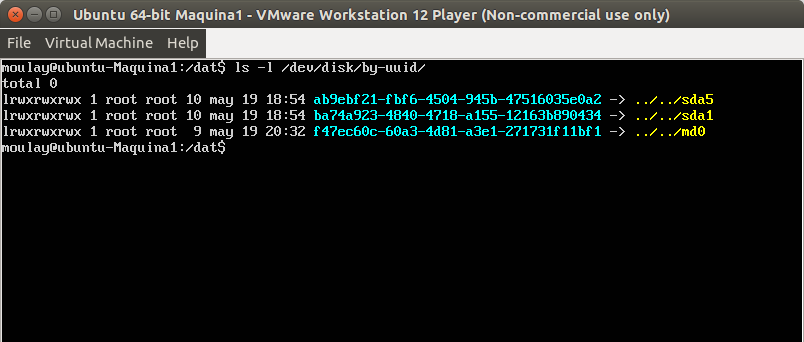 Ubuntu 64-bit Maquina1 - VMware Workstation 12 Player (Non-commercial use only)
File Virtual Machine Help
moulay@ubuntu-Maquina1:/dat$ ls -l /dev/disk/by-uuid/
total 0
lrwxrwxrwx 1 root root 10 may 19 18:54 ab9ebf21-fbf6-4504-945b-47516035e0a2 -> ../../sda5
lrwxrwxrwx 1 root root 10 may 19 18:54 ba74a923-4840-4718-a155-12163b890434 -> ../../sda1
lrwxrwxrwx 1 root root  9 may 19 20:32 f47ec60c-60a3-4d81-a3e1-271731f11bf1 -> ../../md0
moulay@ubuntu-Maquina1:/dat$